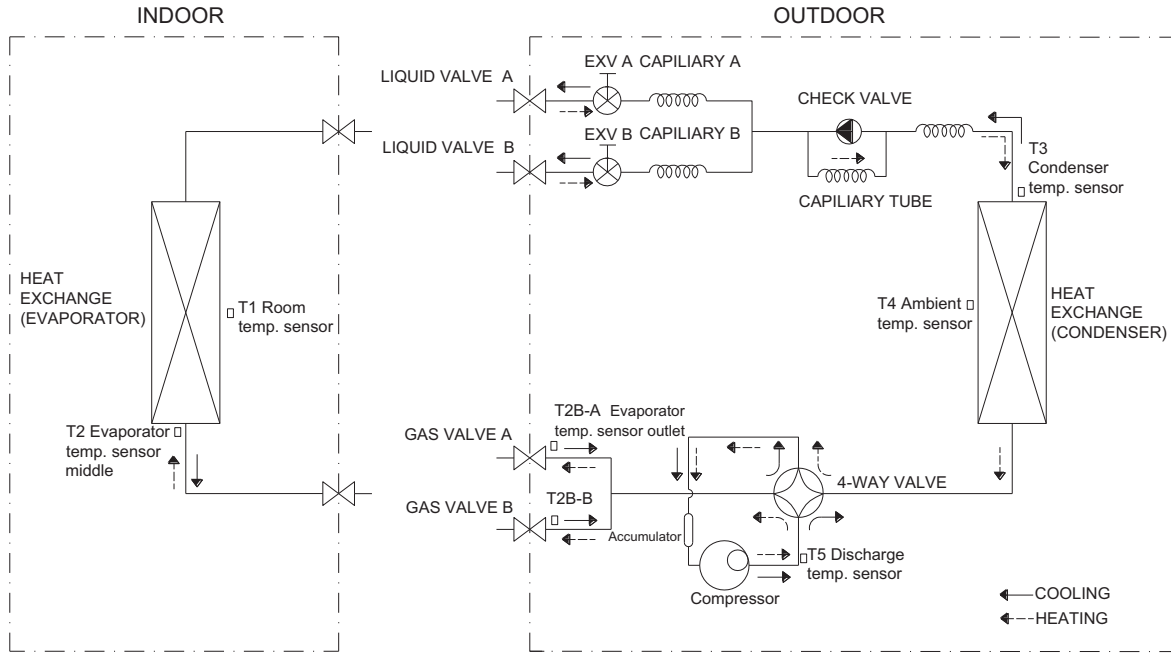 INDOOR
OUTDOOR
LIQUID VALVE A
EXV A CAPILIARY A
LIQUID VALVE B
EXV B CAPILIARY B
CHECK VALVE
CAPILIARY TUBE
T3
Condenser
temp. sensor
HEAT
EXCHANGE
(EVAPORATOR)
T1 Room
temp. sensor
T4 Ambient
temp. sensor
HEAT
EXCHANGE
(CONDENSER)
T2 Evaporator
temp. sensor
middle
GAS VALVE A
T2B-A Evaporator
temp. sensor outlet
GAS VALVE B
T2B-B
4-WAY VALVE
Accumulator
Compressor
T5 Discharge
temp. sensor
COOLING
HEATING